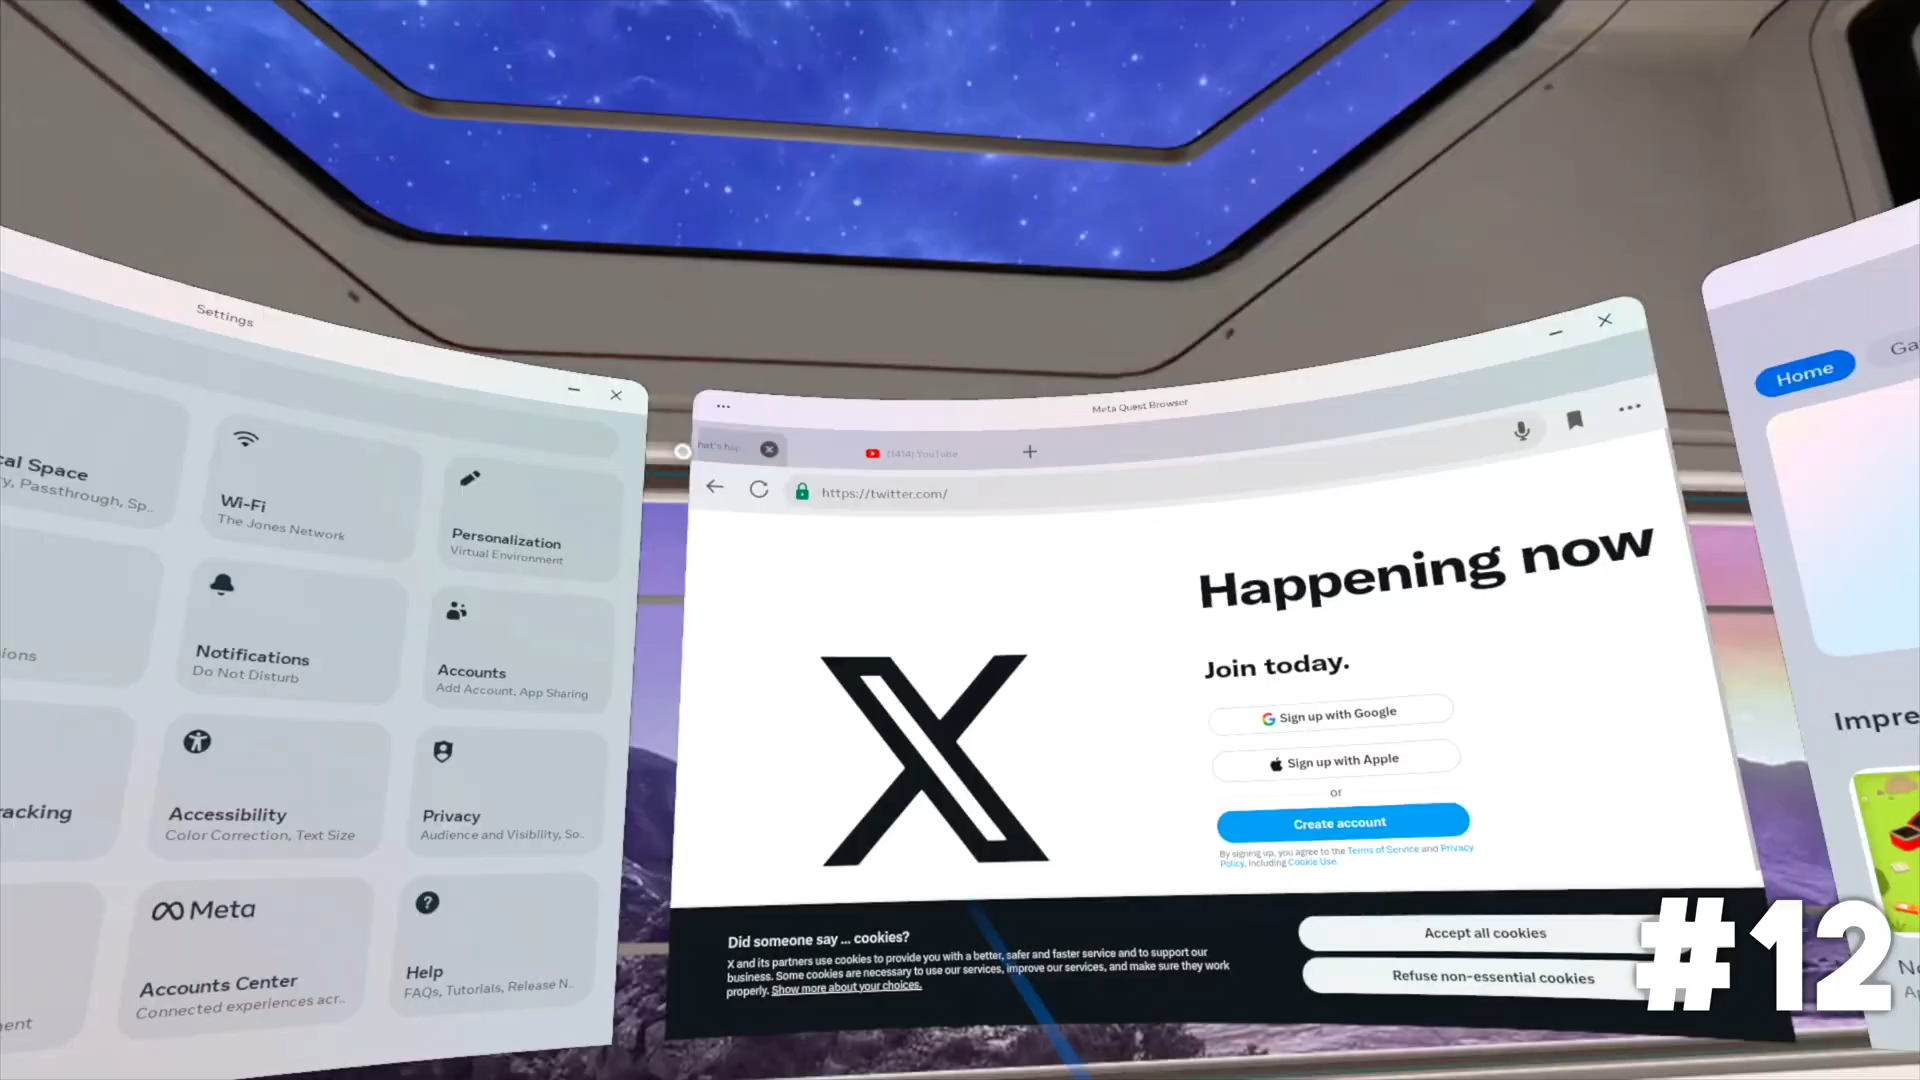 Settings
cal Space
y, Passthrough, Sp..
Wi-Fi
The Jones Network
Personalization
Virtual Environment
ions
Notifications
Do Not Disturb
Accounts
Add Account, App Sharing
racking
Accessibility
Color Correction, Text Size
Privacy
Audience and Visibility, So..
ent
Meta
Accounts Center
Connected experiences acr..
Help
FAQs, Tutorials, Release N..
Meta Quest Browser
hat's hap
(1414) YouTube
https://twitter.com/
Happening now
Join today.
Sign up with Google
Sign up with Apple
or
Create account
By signing up, you agree to the Terms of Service and Privacy
Policy, including Cookie Use.
Did someone say ... cookies?
X and its partners use cookies to provide you with a better, safer and faster service and to support our
business. Some cookies are necessary to use our services, improve our services, and make sure they work
properly. Show more about your choices.
Accept all cookies
Refuse non-essential cookies
Home
Ga
Impre
#12